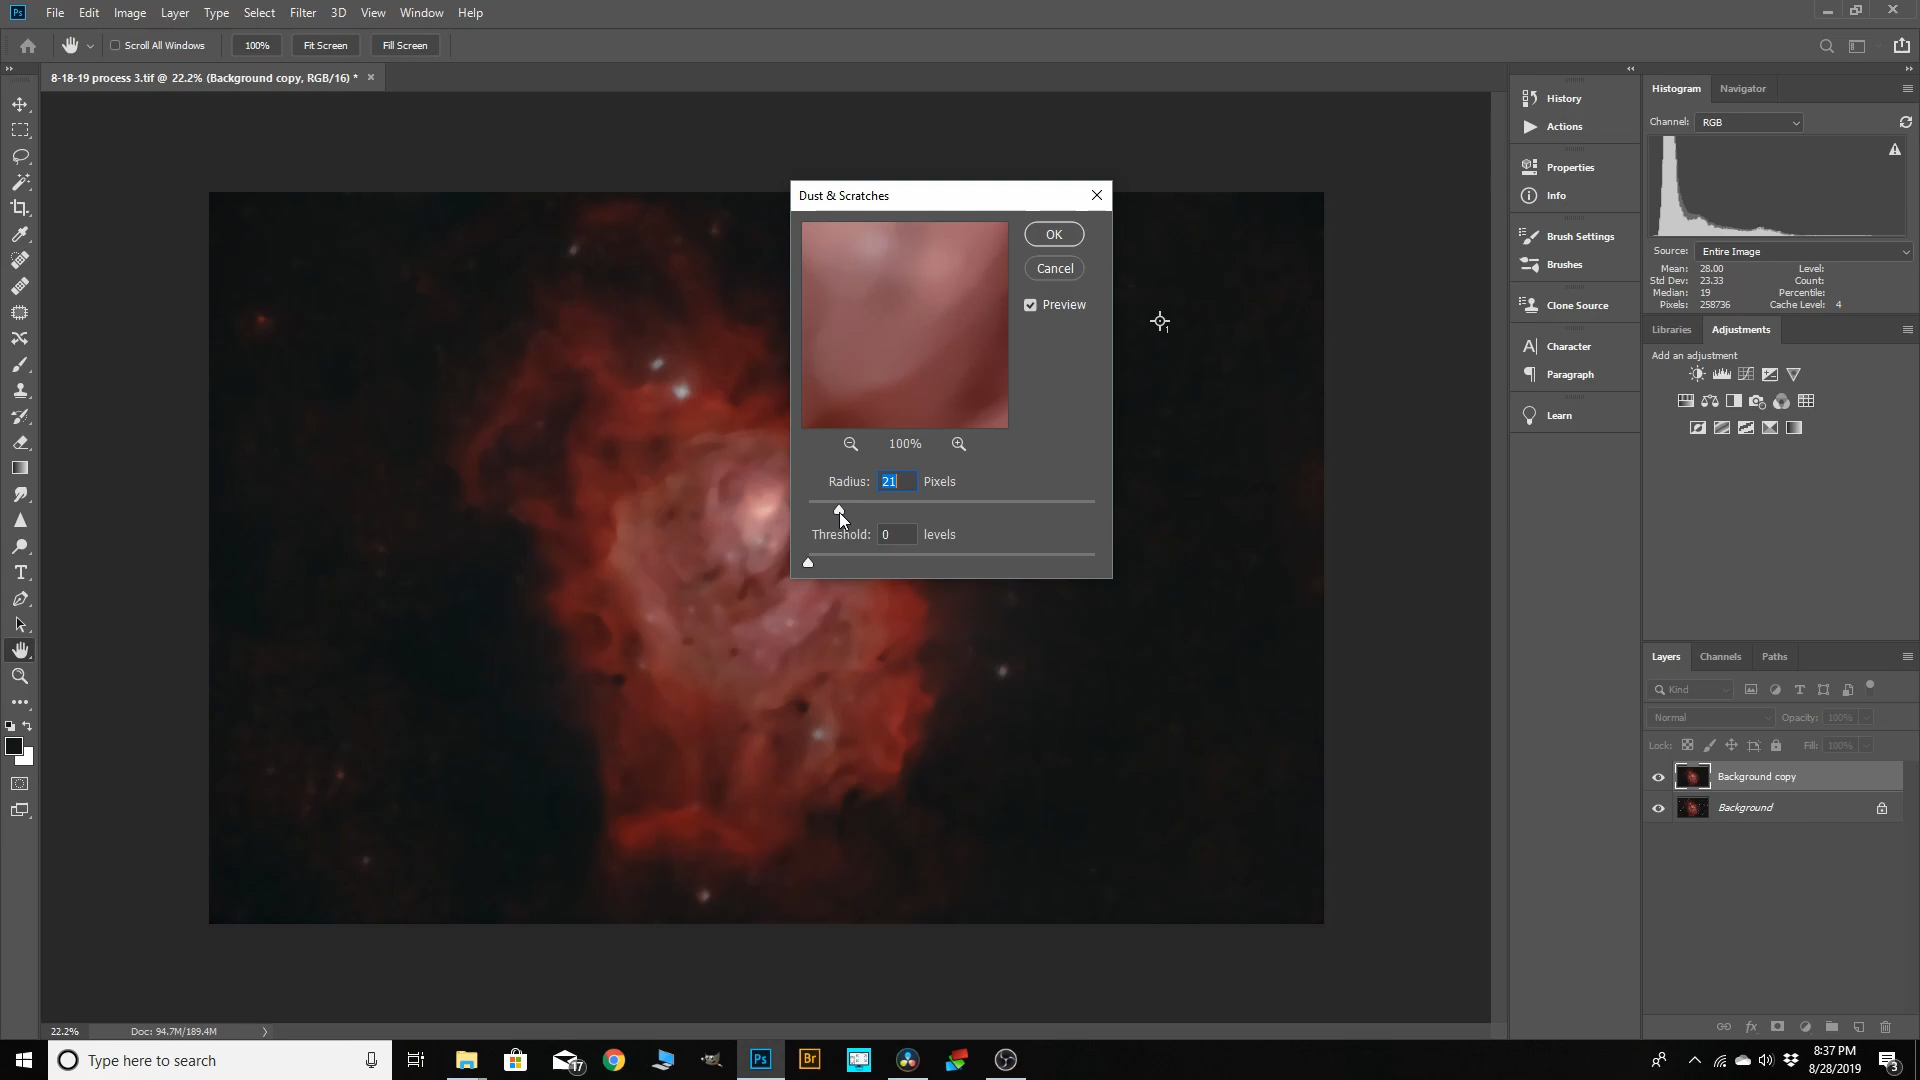 Ps File Edit Image Layer Type Select Filter 3D View Window Help
Scroll All Windows 100% Fit Screen Fill Screen
8-18-19 process 3.tif @ 22.2% (Background copy, RGB/16) * ×
Dust & Scratches
OK
Cancel
Preview
100%
Radius: 21 Pixels
Threshold: 0 levels
1
History
Actions
Properties
Info
Brush Settings
Brushes
Clone Source
Character
Paragraph
Learn
Histogram Navigator
Channel: RGB
Source: Entire Image
Mean: 28.00 Level:
Std Dev: 23.33 Count:
Median: 19 Percentile:
Pixels: 258736 Cache Level: 4
Libraries Adjustments
Add an adjustment
Layers Channels Paths
Kind
Normal Opacity: 100%
Lock: Fill: 100%
Background copy
Background
22.2% Doc: 94.7M/189.4M
Type here to search
17
Ps
Br
8:37 PM
8/28/2019
3